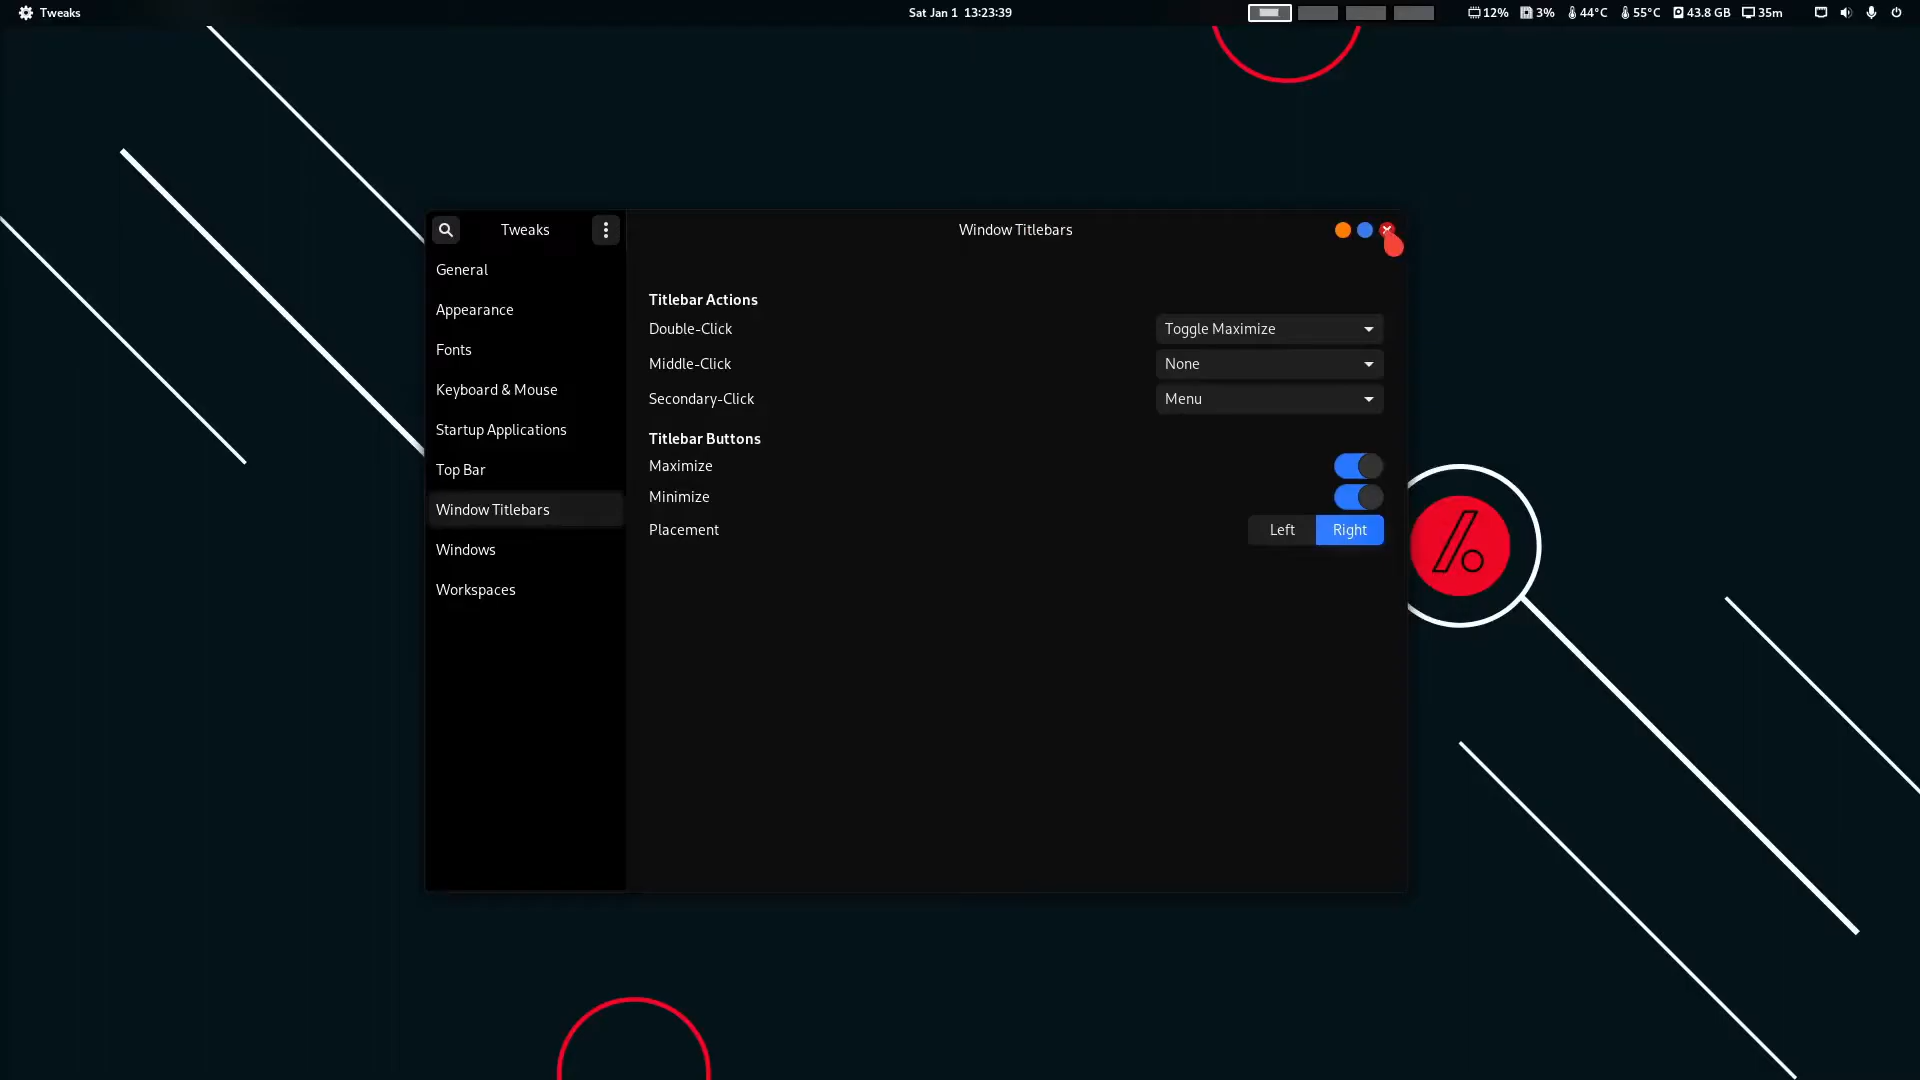 Tweaks
Sat Jan 1 13:23:39
12% 3% 44°C 55°C 43.8 GB 35m
Tweaks
Window Titlebars
General
Appearance
Fonts
Keyboard & Mouse
Startup Applications
Top Bar
Window Titlebars
Windows
Workspaces
Titlebar Actions
Double-Click Toggle Maximize
Middle-Click None
Secondary-Click Menu
Titlebar Buttons
Maximize
Minimize
Placement Left Right